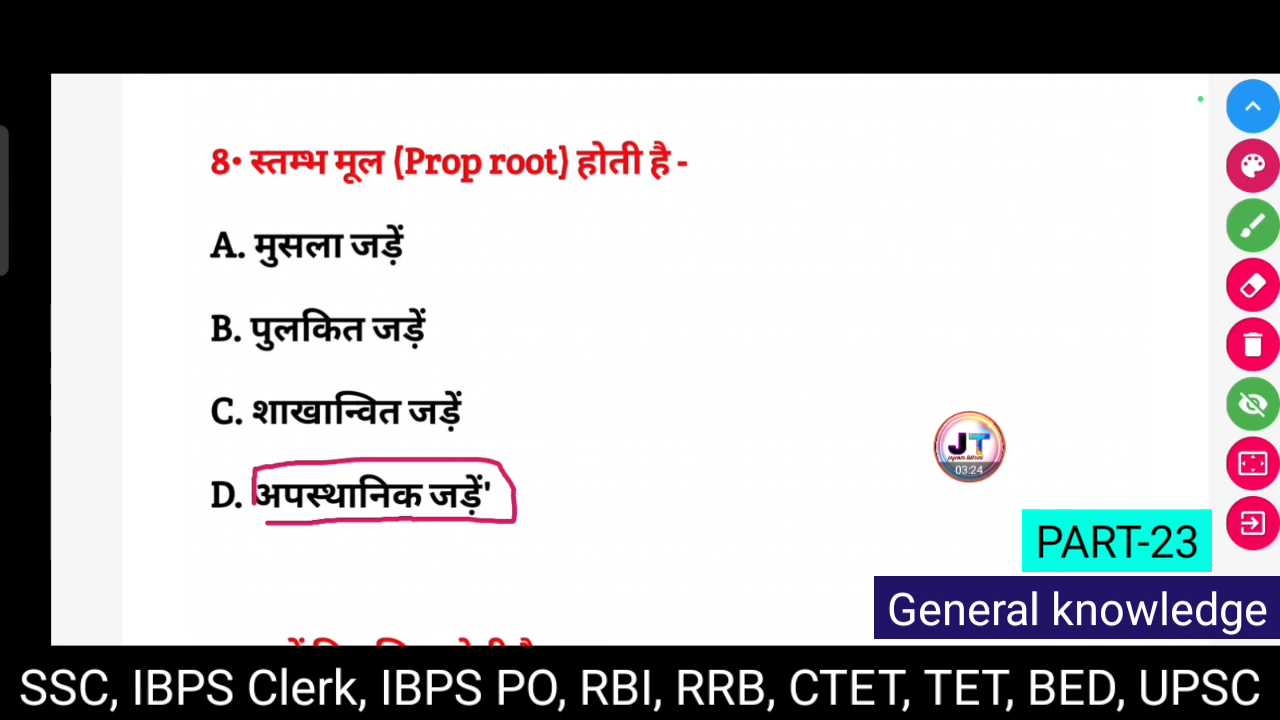 8• स्तम्भ मूल (Prop root) होती है -
A. मुसला जड़ें
B. पुलकित जड़ें
C. शाखान्वित जड़ें
D. अपस्थानिक जड़ें'
JT
03:24
PART-23
General knowledge
SSC, IBPS Clerk, IBPS PO, RBI, RRB, CTET, TET, BED, UPSC